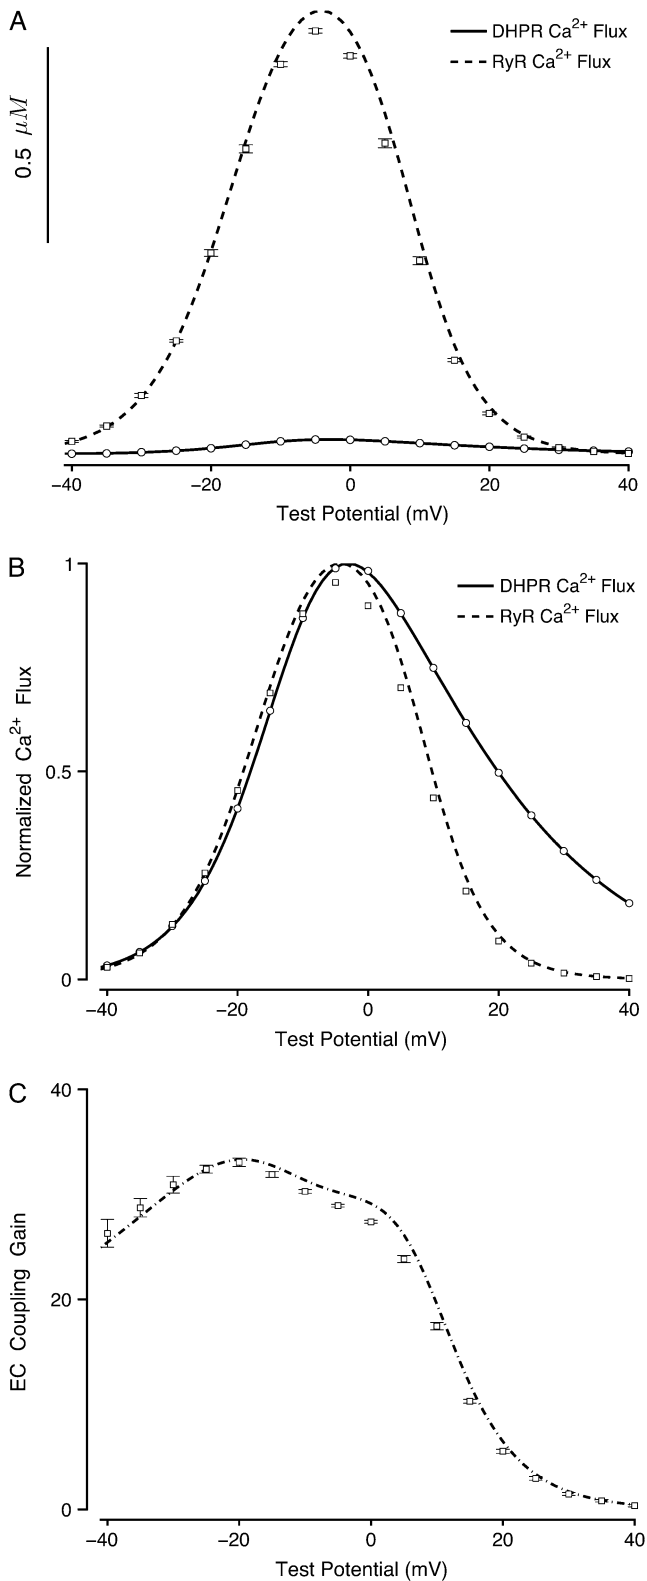 A
DHPR Ca2+ Flux
RyR Ca2+ Flux
0.5 μM
−40 −20 0 20 40
Test Potential (mV)
B
1
DHPR Ca2+ Flux
RyR Ca2+ Flux
Normalized Ca2+ Flux
0.5
0
−40 −20 0 20 40
Test Potential (mV)
C
40
EC Coupling Gain
20
0
−40 −20 0 20 40
Test Potential (mV)